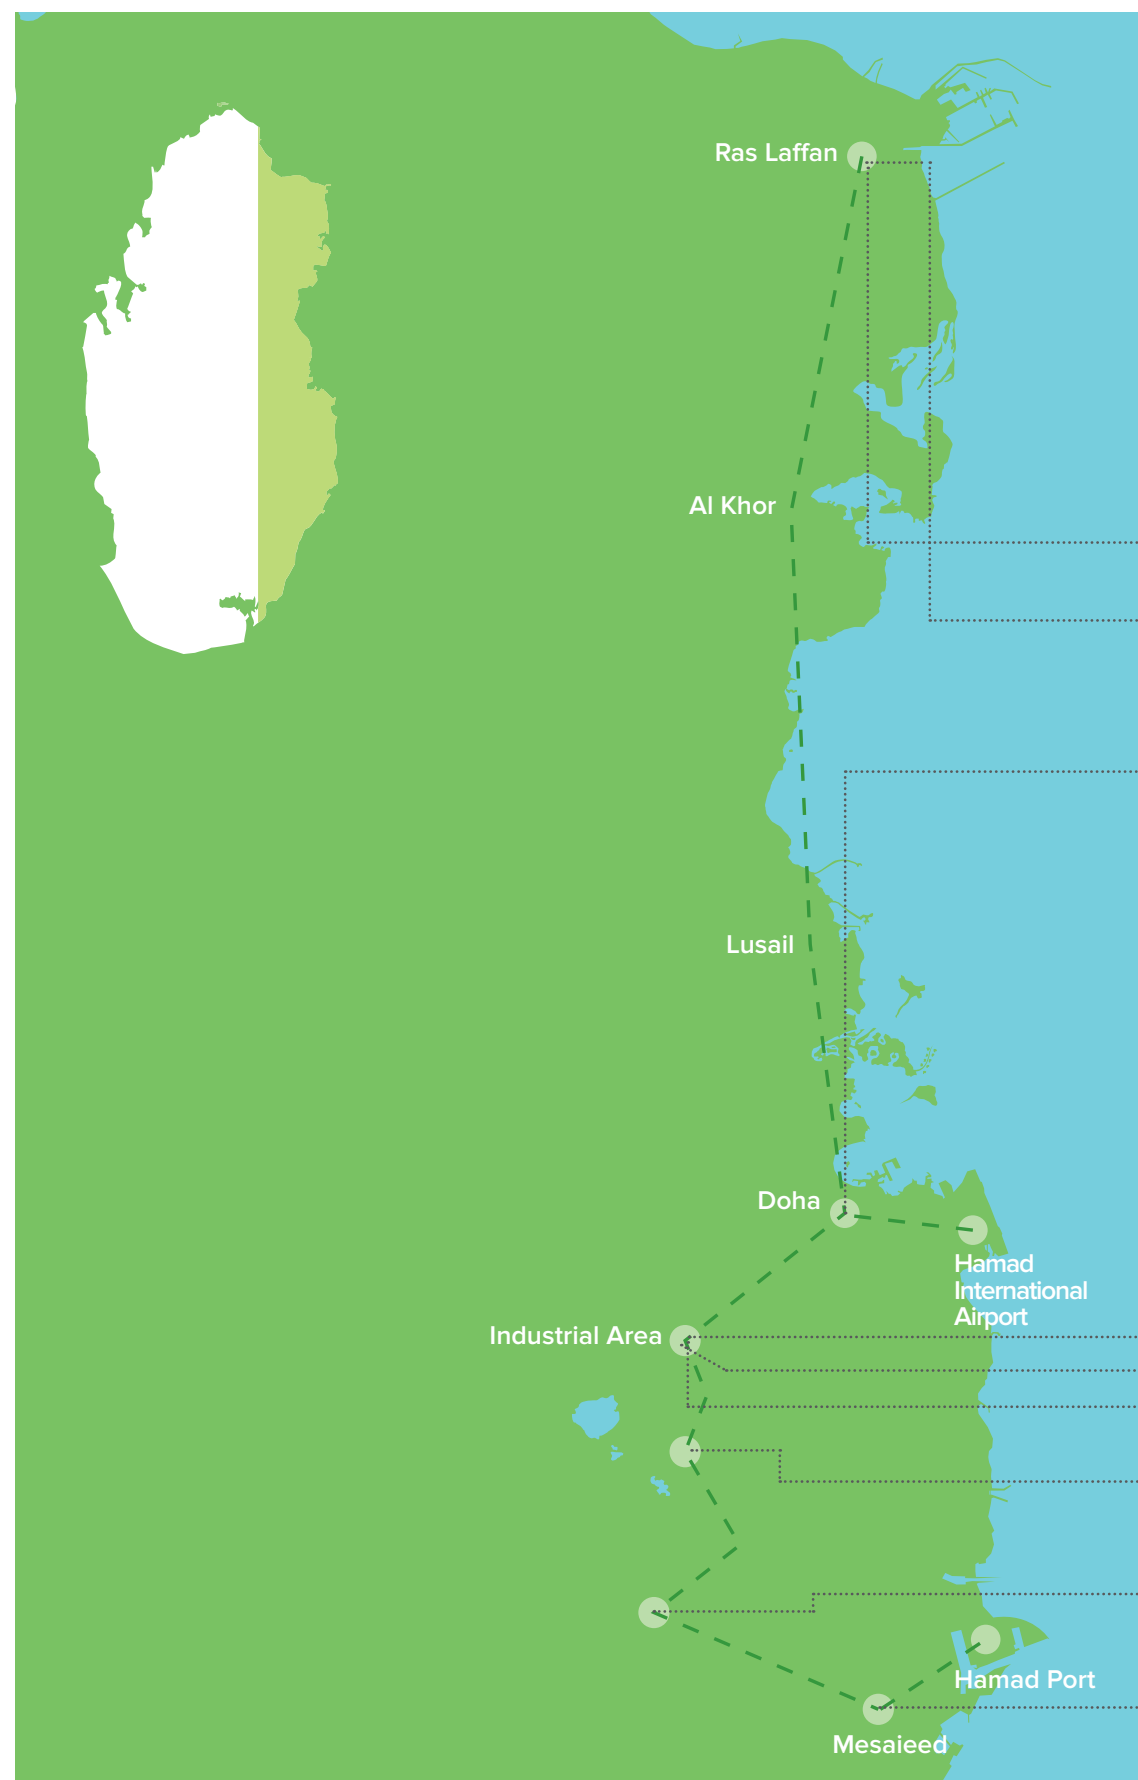 Ras Laffan
Al Khor
Lusail
Doha
Hamad
International
Airport
Industrial Area
Hamad Port
Mesaieed